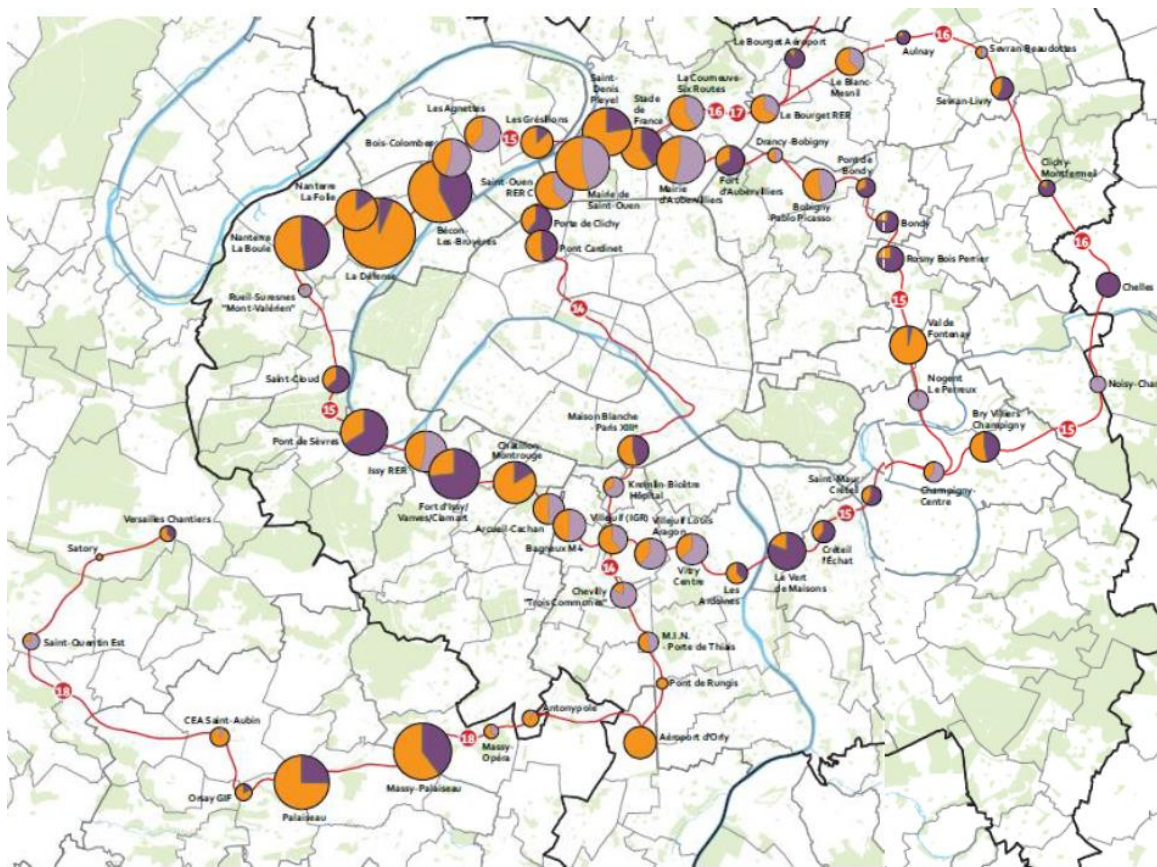 Le Bourget Aéroport
Aulnay
16
Sevran-Beaudottes
Saint-
Denis
Pleyel
Stade
de
France
La Courneuve-
Six Routes
Le Blanc-
Mesnil
Sevran-Livry
Les Agnettes
Les Grésillons
15
16
17
Le Bourget RER
Bois-Colombes
Drancy-Bobigny
Clichy-
Montfermeil
Saint-Ouen
RER C
Mairie de
Saint-Ouen
Mairie
d'Aubervilliers
Fort
d'Aubervilliers
Pont de
Bondy
Bobigny
Pablo Picasso
Nanterre
La Folie
Porte de Clichy
Bondy
Nanterre
La Boule
Bécon-
Les-Bruyères
Pont Cardinet
16
La Défense
Rosny Bois Perrier
Chelles
Rueil-Suresnes
"Mont-Valérien"
15
14
Val de
Fontenay
Saint-Cloud
Nogent
Le Perreux
Noisy-Cham
15
Maison Blanche
- Paris XIIIe
Bry Villiers
Champigny
15
Pont de Sèvres
Issy RER
Châtillon-
Montrouge
Saint-Maur
Créteil
Kremlin-Bicêtre
Hôpital
Champigny-
Centre
Fort d'Issy/
Vanves/Clamart
Arcueil-Cachan
Villejuif (IGR)
Villejuif Louis
Aragon
15
Versailles Chantiers
Bagneux M4
Créteil
l'Échat
Satory
14
Vitry
Centre
Les
Ardoines
Le Vert
de Maisons
Chevilly
"Trois Communes"
Saint-Quentin Est
M.I.N.
- Porte de Thiais
18
Pont de Rungis
CEA Saint-Aubin
Antonypole
18
Massy-
Opéra
Aéroport d'Orly
Orsay GIF
Palaiseau
Massy-Palaiseau